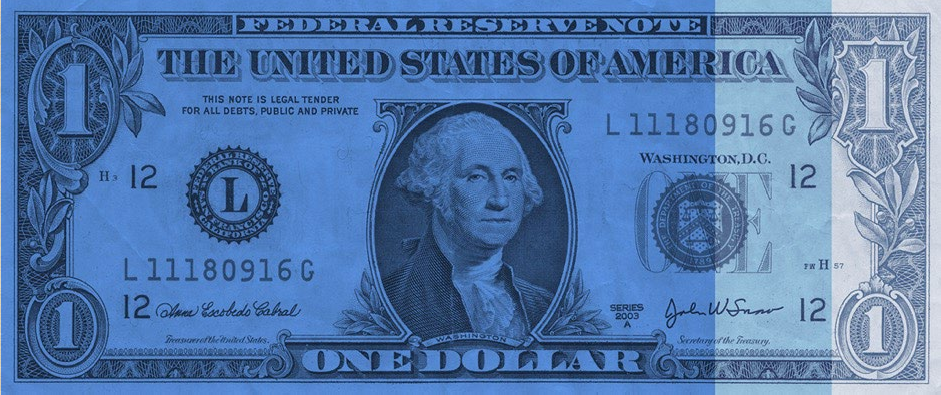 FEDERAL RESERVE NOTE
THE UNITED STATES OF AMERICA
1
1
THIS NOTE IS LEGAL TENDER
FOR ALL DEBTS, PUBLIC AND PRIVATE
L 11180916 G
WASHINGTON, D.C.
H 3
12
12
L
ONE
1789
L 11180916 G
FW H 57
12
Anna Escobedo Cabral
SERIES
2003
A
John W Snow
12
Treasurer of the United States.
WASHINGTON
Secretary of the Treasury.
1
ONE DOLLAR
1